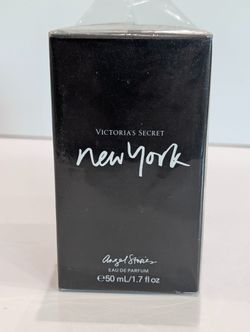 VICTORIA'S SECRET
new York
Angel Stories
EAU DE PARFUM
℮50 mL/1.7 fl oz